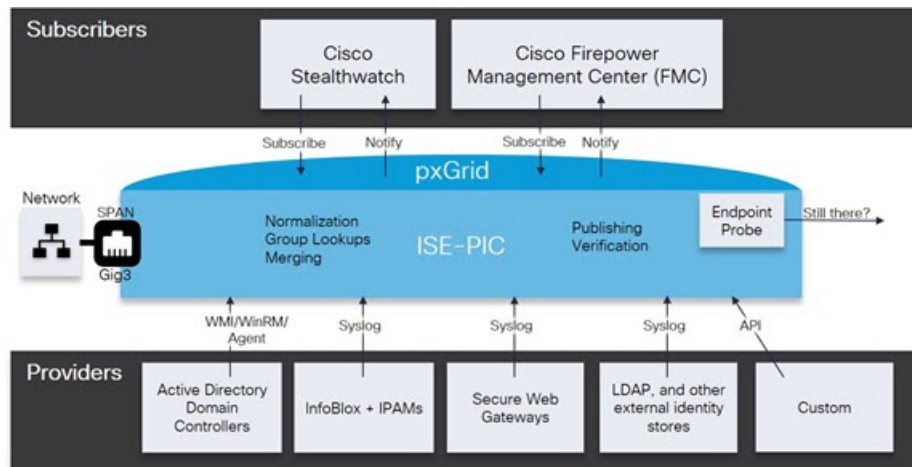 Subscribers
Cisco
Stealthwatch
Cisco Firepower
Management Center (FMC)
Subscribe
Notify
Subscribe
Notify
pxGrid
Network
SPAN
Gig3
Normalization
Group Lookups
Merging
ISE-PIC
Publishing
Verification
Endpoint
Probe
Still there?
WMI/WinRM/
Agent
Syslog
Syslog
Syslog
API
Providers
Active Directory
Domain
Controllers
InfoBlox + IPAMs
Secure Web
Gateways
LDAP, and other
external identity
stores
Custom